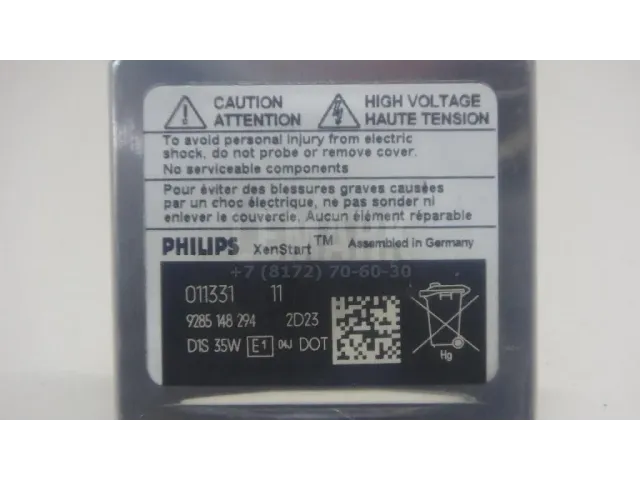 CAUTION
ATTENTION
HIGH VOLTAGE
HAUTE TENSION
To avoid personal injury from electric
shock, do not probe or remove cover.
No serviceable components
Pour éviter des blessures graves causées
par un choc électrique, ne pas sonder ni
enlever le couvercle. Aucun élément réparable
PHILIPS XenStart™ Assembled in Germany
+7 (8172) 70-60-30
011331 11
9285 148 294 2D23
D1S 35W E1 04J DOT
Hg